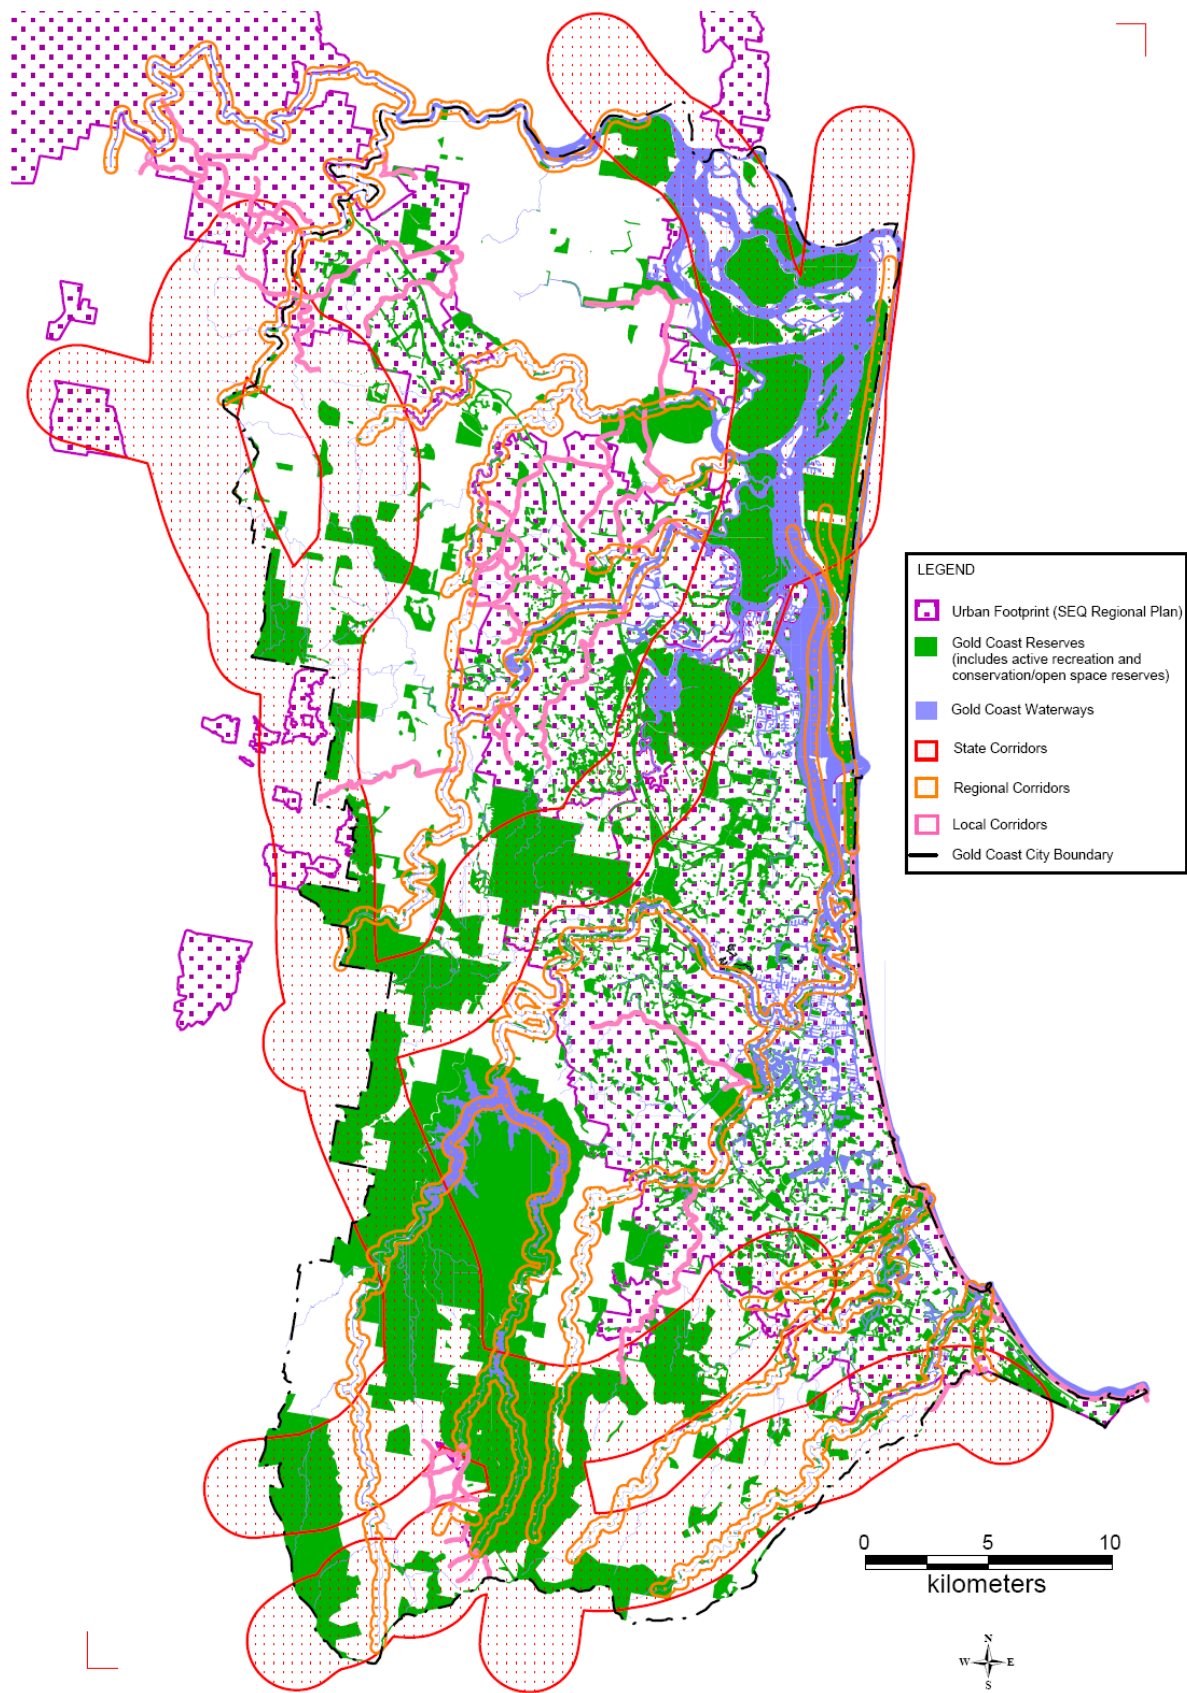 LEGEND
Urban Footprint (SEQ Regional Plan)
Gold Coast Reserves
(includes active recreation and
conservation/open space reserves)
Gold Coast Waterways
State Corridors
Regional Corridors
Local Corridors
Gold Coast City Boundary
0 5 10
kilometers
N
W E
S